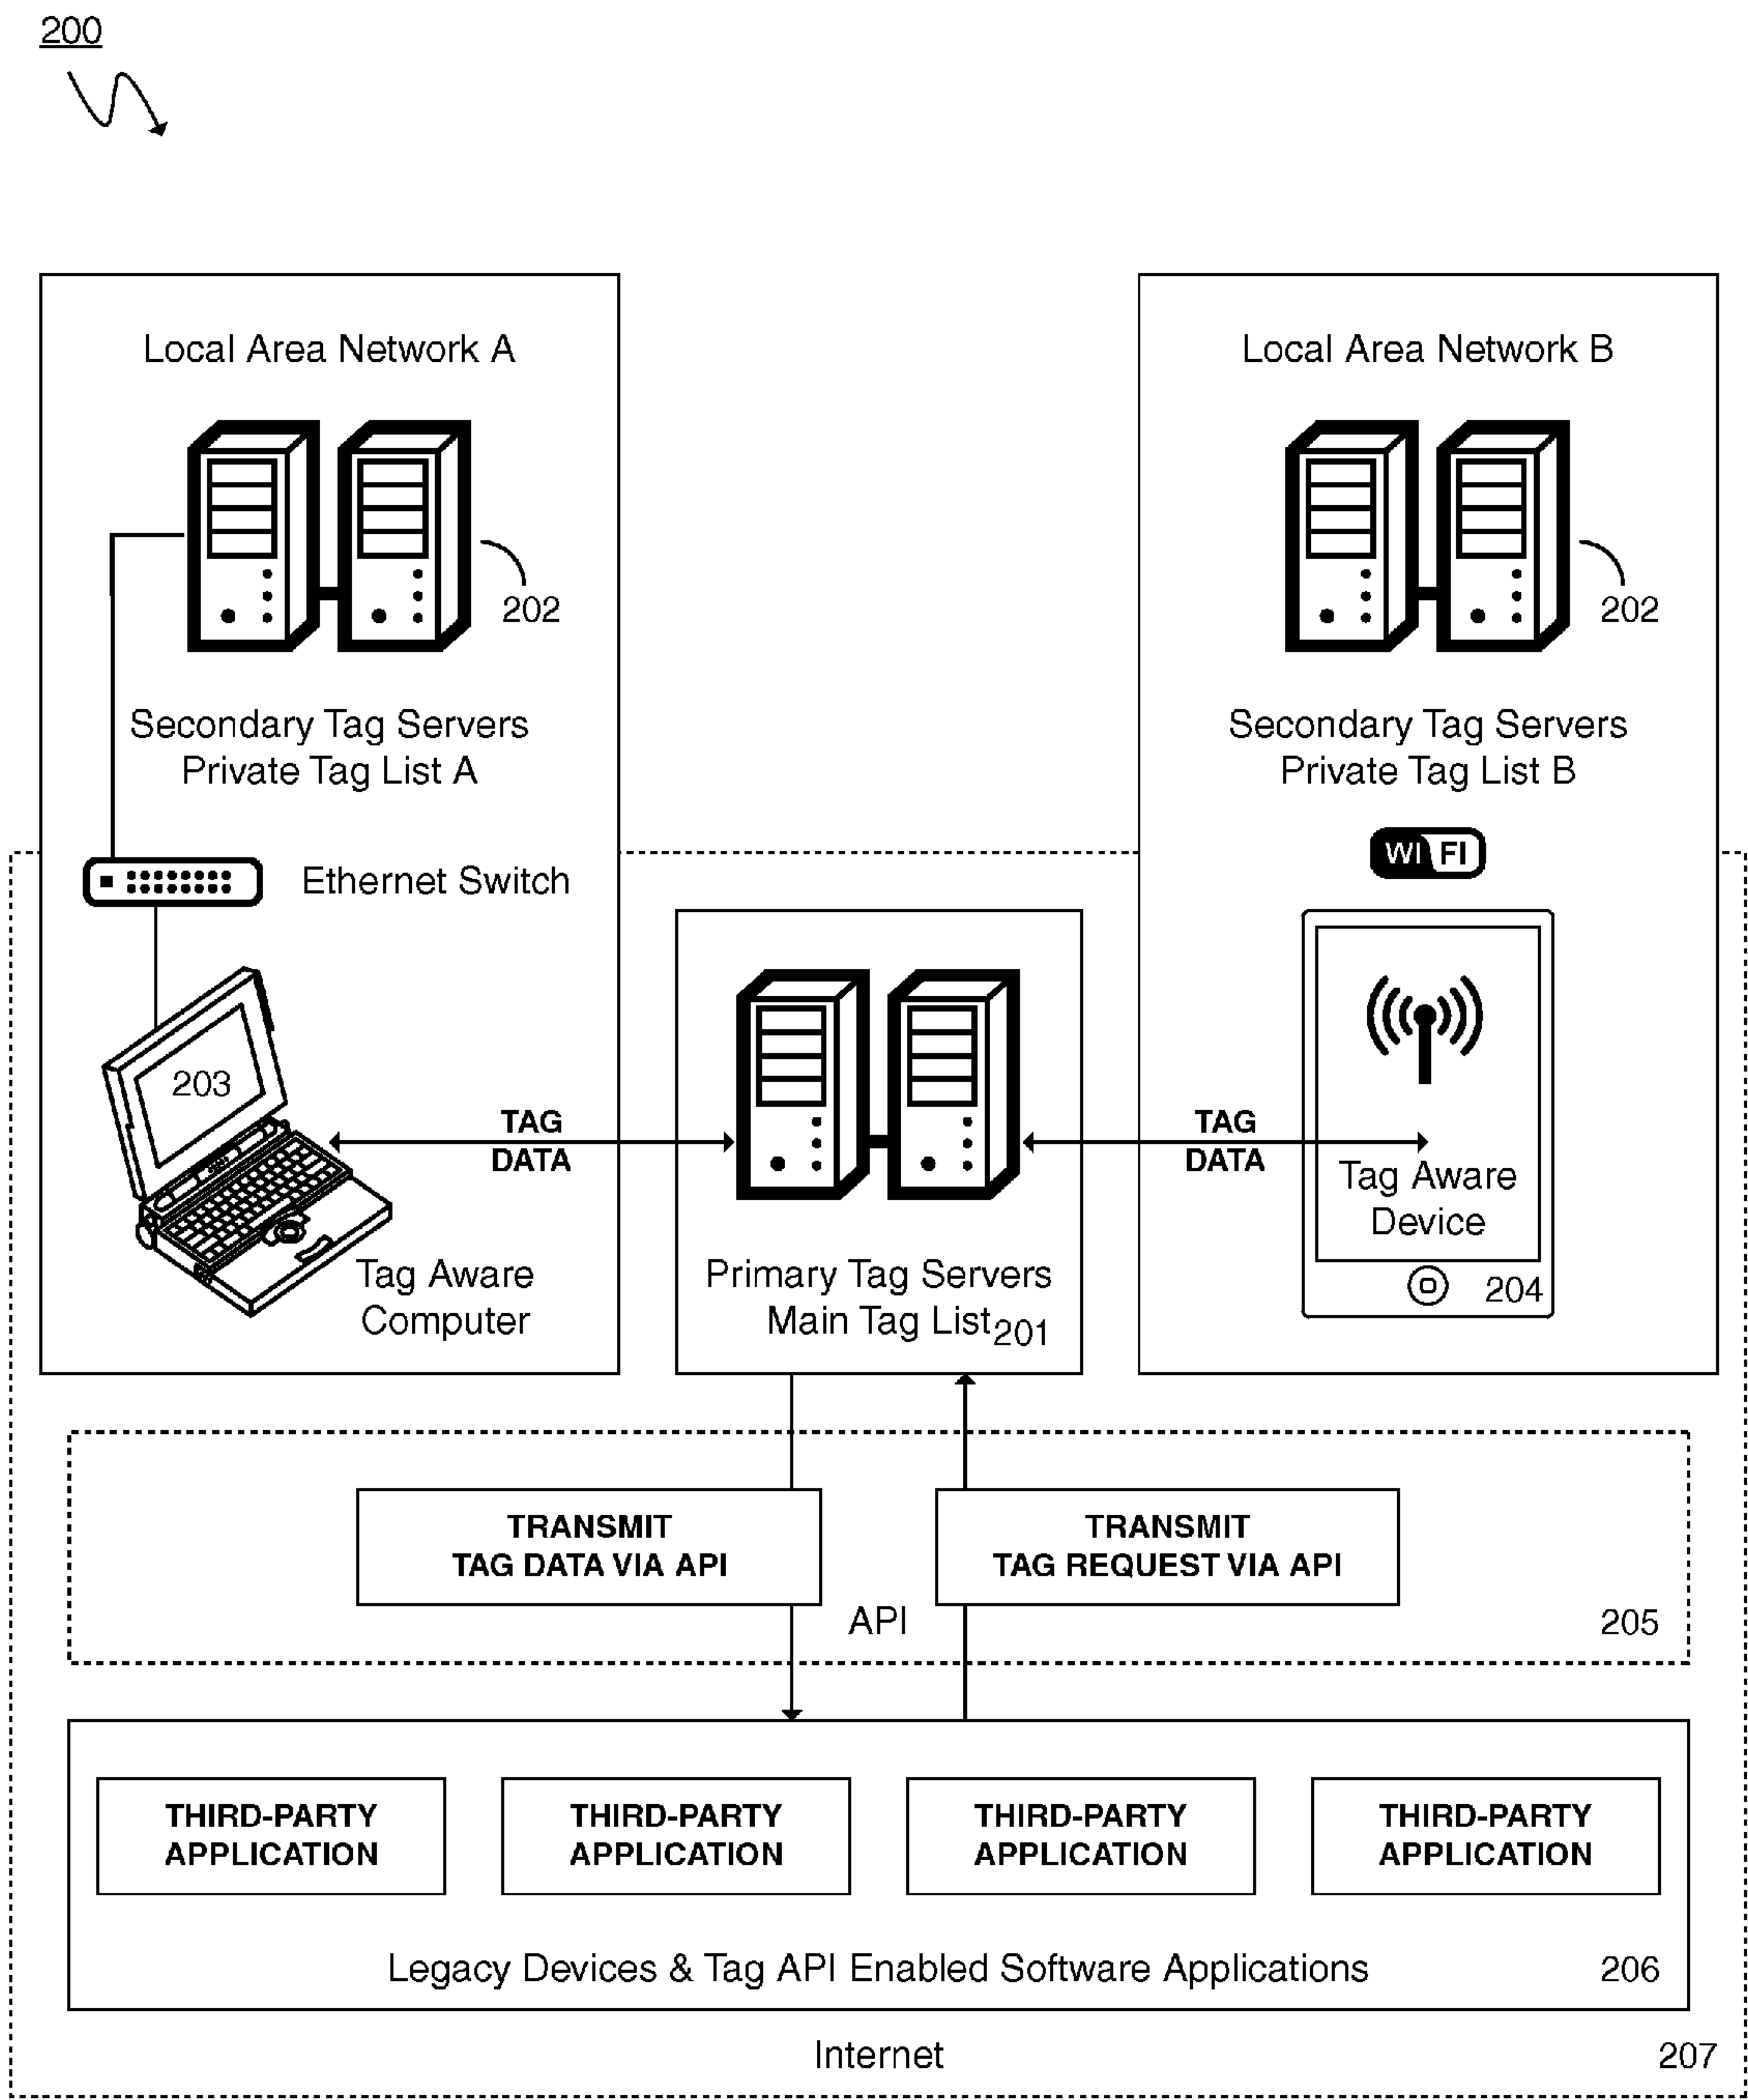 200
Local Area Network A
202
Secondary Tag Servers
Private Tag List A
Ethernet Switch
203
Tag Aware
Computer
TAG
DATA
Primary Tag Servers
Main Tag List 201
Local Area Network B
202
Secondary Tag Servers
Private Tag List B
WI FI
TAG
DATA
Tag Aware
Device
204
TRANSMIT
TAG DATA VIA API
TRANSMIT
TAG REQUEST VIA API
API
205
THIRD-PARTY
APPLICATION
THIRD-PARTY
APPLICATION
THIRD-PARTY
APPLICATION
THIRD-PARTY
APPLICATION
Legacy Devices & Tag API Enabled Software Applications
206
Internet
207